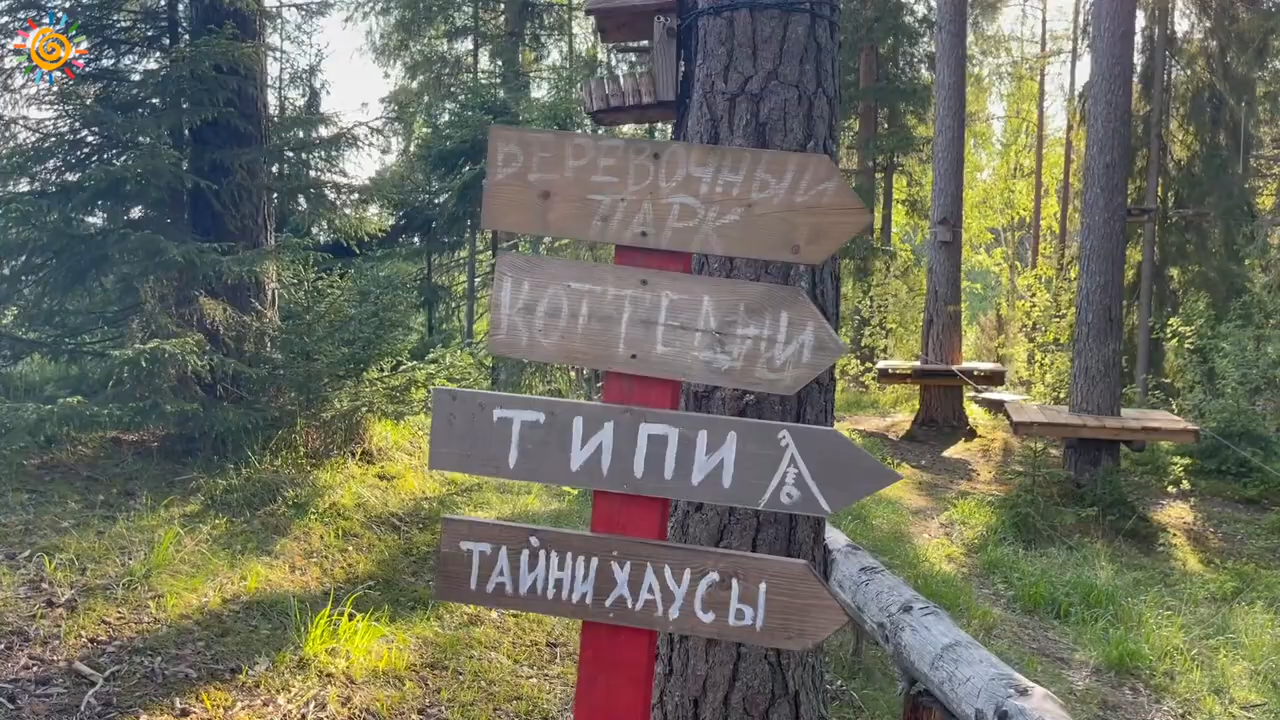 ВЕРЕВОЧНЫЙ
ПАРК
КОТТЕДЖИ
ТИПИ
ТАЙНИ ХАУСЫ